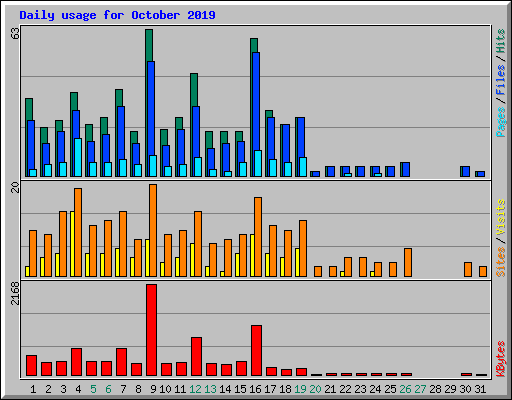 Daily usage for October 2019
63
Pages / Files / Hits
20
Sites / Visits
2168
KBytes
1 2 3 4 5 6 7 8 9 10 11 12 13 14 15 16 17 18 19 20 21 22 23 24 25 26 27 28 29 30 31